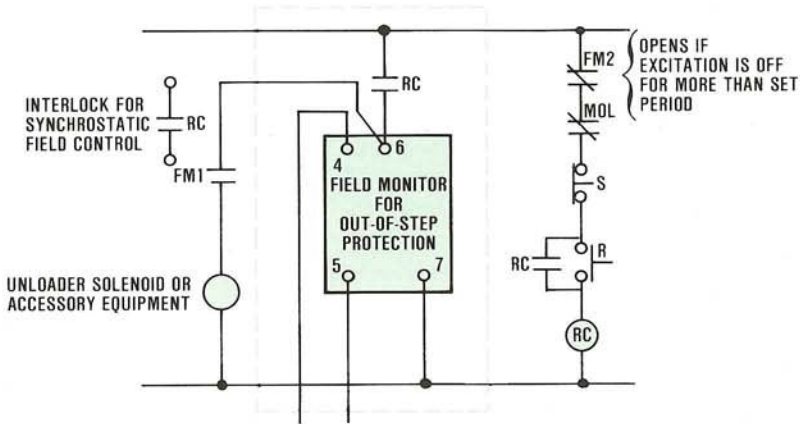 INTERLOCK FOR
SYNCHROSTATIC
FIELD CONTROL
RC
FM1
UNLOADER SOLENOID OR
ACCESSORY EQUIPMENT
RC
4
6
FIELD MONITOR
FOR
OUT-OF-STEP
PROTECTION
5
7
FM2
OPENS IF
EXCITATION IS OFF
FOR MORE THAN SET
PERIOD
MOL
S
R
RC
RC